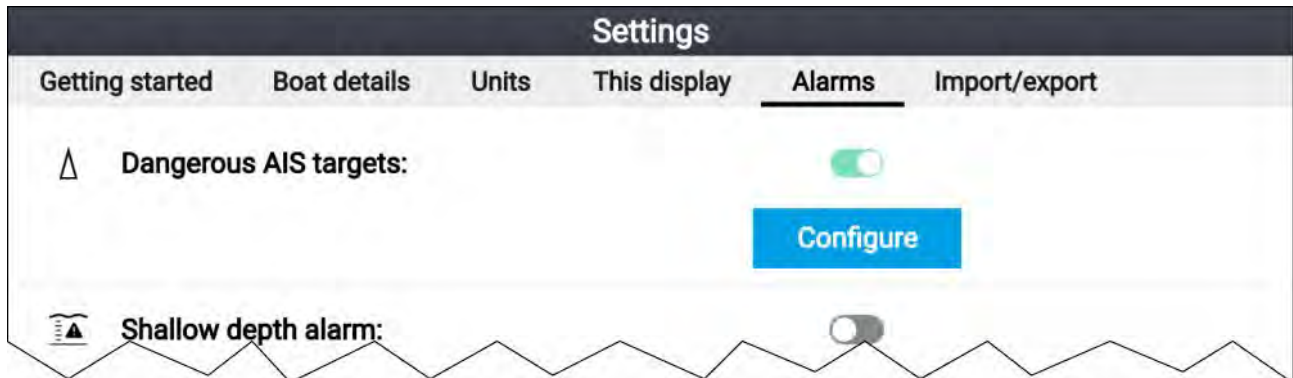 Settings
Getting started Boat details Units This display Alarms Import/export
Dangerous AIS targets:
Configure
Shallow depth alarm: